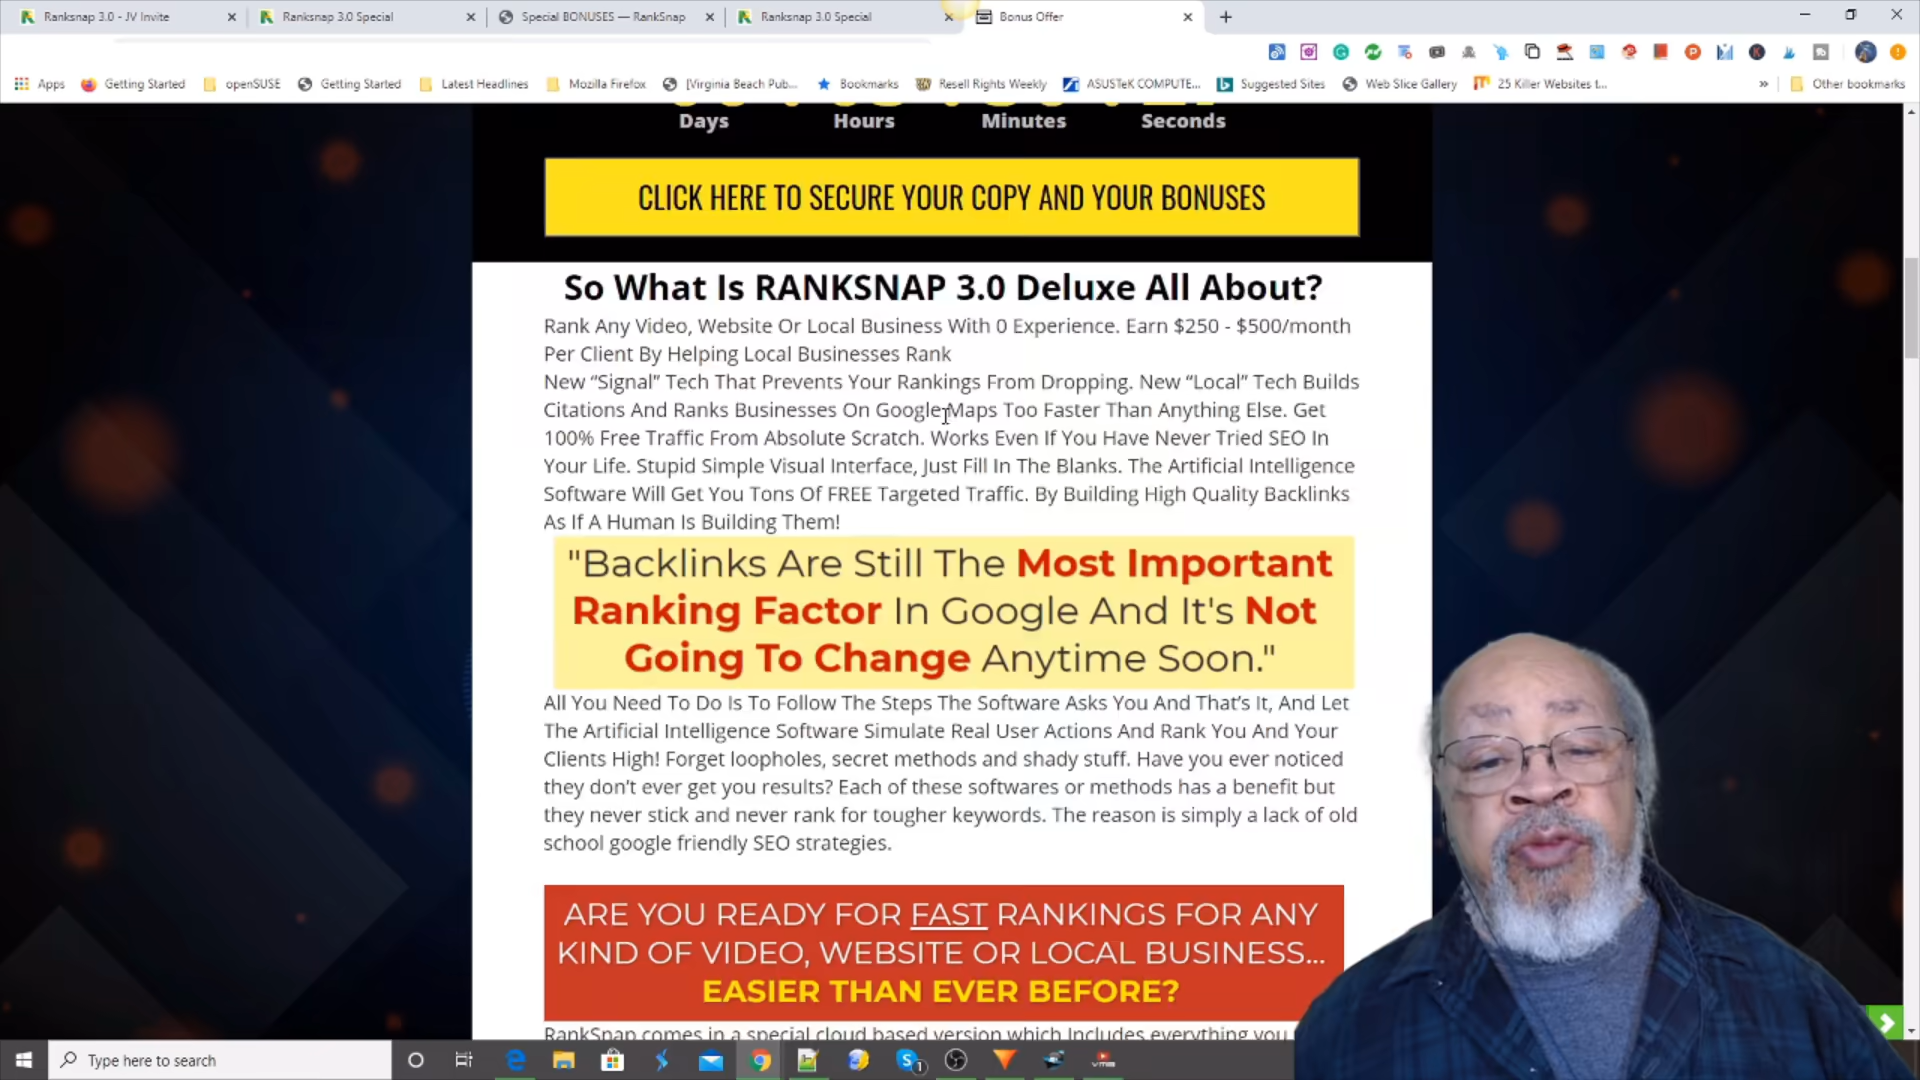 Ranksnap 3.0 - JV Invite
Ranksnap 3.0 Special
Special BONUSES — RankSnap
Ranksnap 3.0 Special
Bonus Offer
Apps
Getting Started
openSUSE
Getting Started
Latest Headlines
Mozilla Firefox
[Virginia Beach Pub...
Bookmarks
Resell Rights Weekly
ASUSTeK COMPUTE...
Suggested Sites
Web Slice Gallery
25 Killer Websites t...
»
Other bookmarks
Days Hours Minutes Seconds
CLICK HERE TO SECURE YOUR COPY AND YOUR BONUSES
So What Is RANKSNAP 3.0 Deluxe All About?
Rank Any Video, Website Or Local Business With 0 Experience. Earn $250 - $500/month
Per Client By Helping Local Businesses Rank
New “Signal” Tech That Prevents Your Rankings From Dropping. New “Local” Tech Builds
Citations And Ranks Businesses On Google Maps Too Faster Than Anything Else. Get
100% Free Traffic From Absolute Scratch. Works Even If You Have Never Tried SEO In
Your Life. Stupid Simple Visual Interface, Just Fill In The Blanks. The Artificial Intelligence
Software Will Get You Tons Of FREE Targeted Traffic. By Building High Quality Backlinks
As If A Human Is Building Them!
"Backlinks Are Still The Most Important
Ranking Factor In Google And It's Not
Going To Change Anytime Soon."
All You Need To Do Is To Follow The Steps The Software Asks You And That’s It, And Let
The Artificial Intelligence Software Simulate Real User Actions And Rank You And Your
Clients High! Forget loopholes, secret methods and shady stuff. Have you ever noticed
they don’t ever get you results? Each of these softwares or methods has a benefit but
they never stick and never rank for tougher keywords. The reason is simply a lack of old
school google friendly SEO strategies.
ARE YOU READY FOR FAST RANKINGS FOR ANY
KIND OF VIDEO, WEBSITE OR LOCAL BUSINESS...
EASIER THAN EVER BEFORE?
RankSnap comes in a special cloud based version which Includes everything you
Type here to search